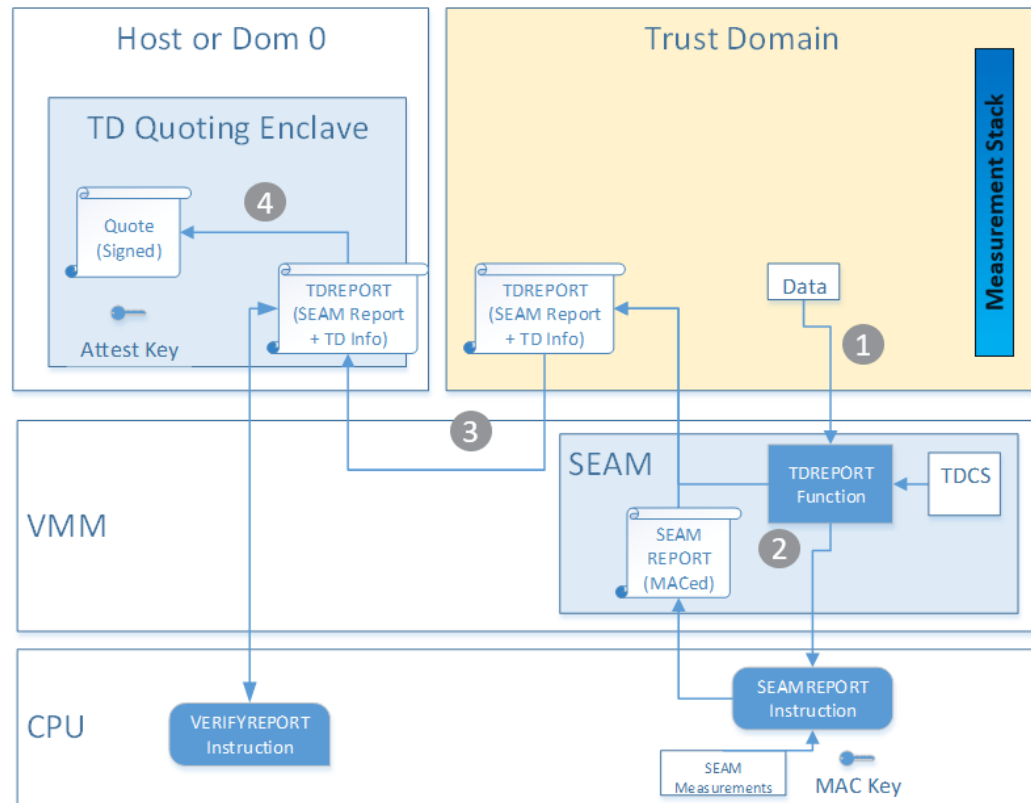 Host or Dom 0
TD Quoting Enclave
4
Quote
(Signed)
TDREPORT
(SEAM Report
+ TD Info)
Attest Key
Trust Domain
Measurement Stack
TDREPORT
(SEAM Report
+ TD Info)
Data
1
3
VMM
SEAM
TDREPORT
Function
TDCS
2
SEAM
REPORT
(MACed)
CPU
VERIFYREPORT
Instruction
SEAMREPORT
Instruction
SEAM
Measurements
MAC Key